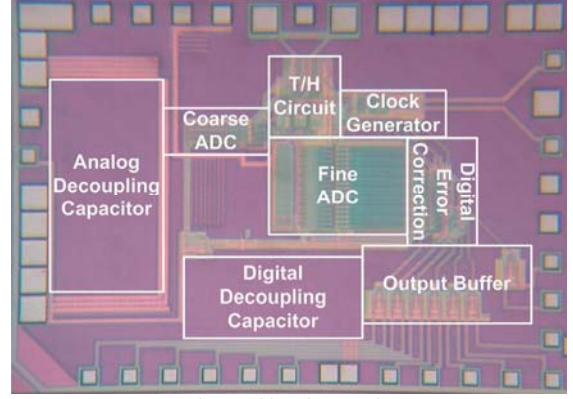 T/H
Circuit
Clock
Generator
Coarse
ADC
Analog
Decoupling
Capacitor
Fine
ADC
Digital
Error
Correction
Digital
Decoupling
Capacitor
Output Buffer